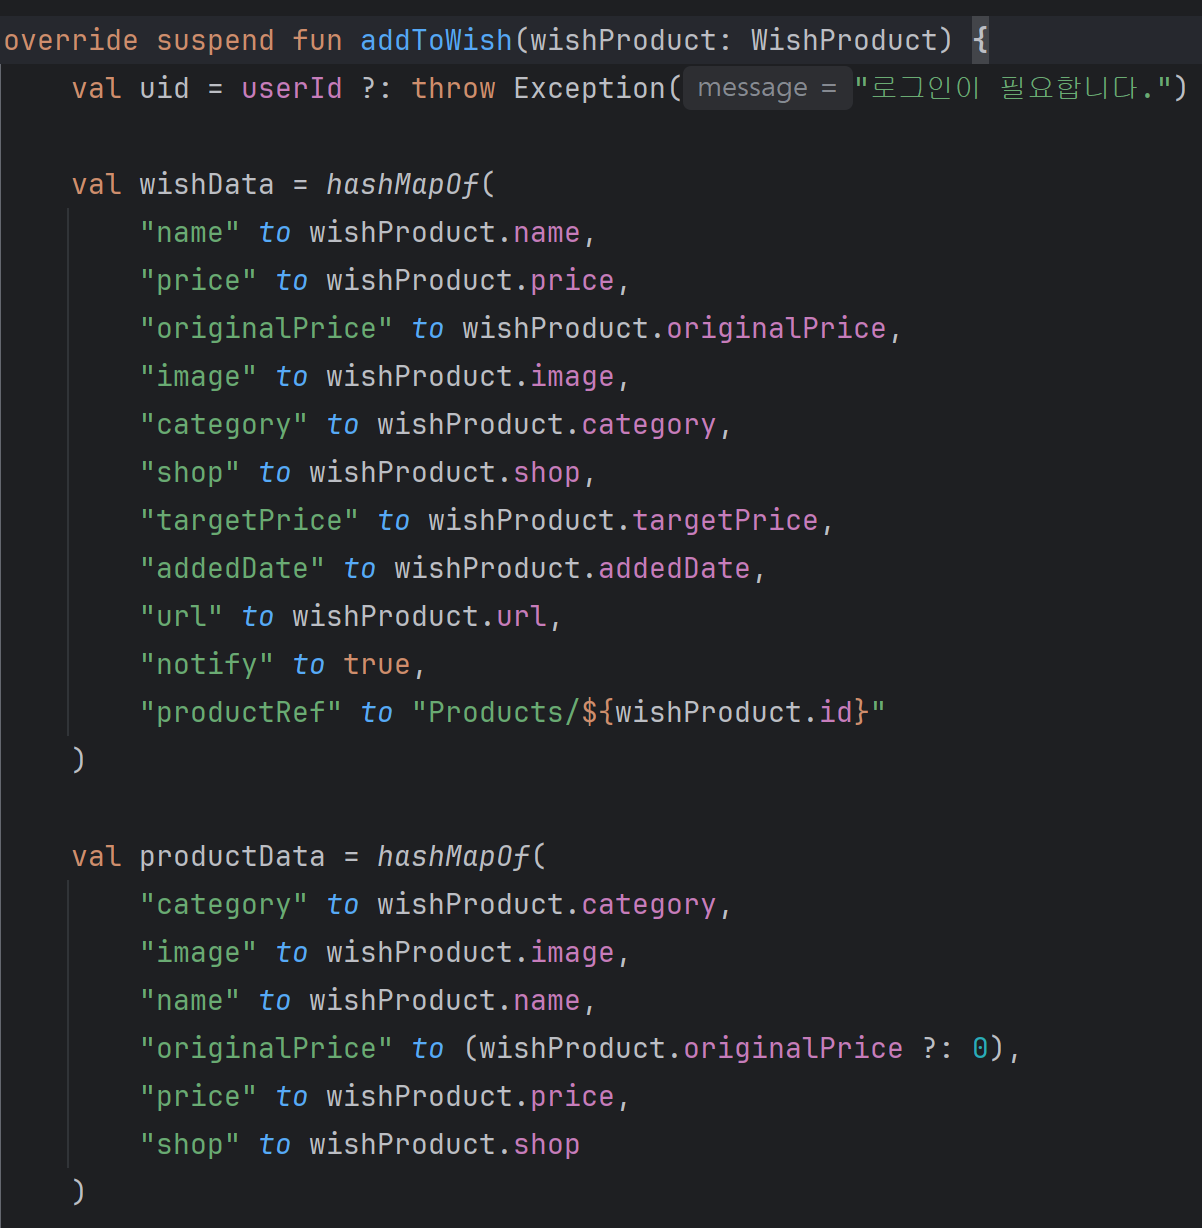 override suspend fun addToWish(wishProduct: WishProduct) {
val uid = userId ?: throw Exception( message = "로그인이 필요합니다.")
val wishData = hashMapOf(
"name" to wishProduct.name,
"price" to wishProduct.price,
"originalPrice" to wishProduct.originalPrice,
"image" to wishProduct.image,
"category" to wishProduct.category,
"shop" to wishProduct.shop,
"targetPrice" to wishProduct.targetPrice,
"addedDate" to wishProduct.addedDate,
"url" to wishProduct.url,
"notify" to true,
"productRef" to "Products/${wishProduct.id}"
)
val productData = hashMapOf(
"category" to wishProduct.category,
"image" to wishProduct.image,
"name" to wishProduct.name,
"originalPrice" to (wishProduct.originalPrice ?: 0),
"price" to wishProduct.price,
"shop" to wishProduct.shop
)